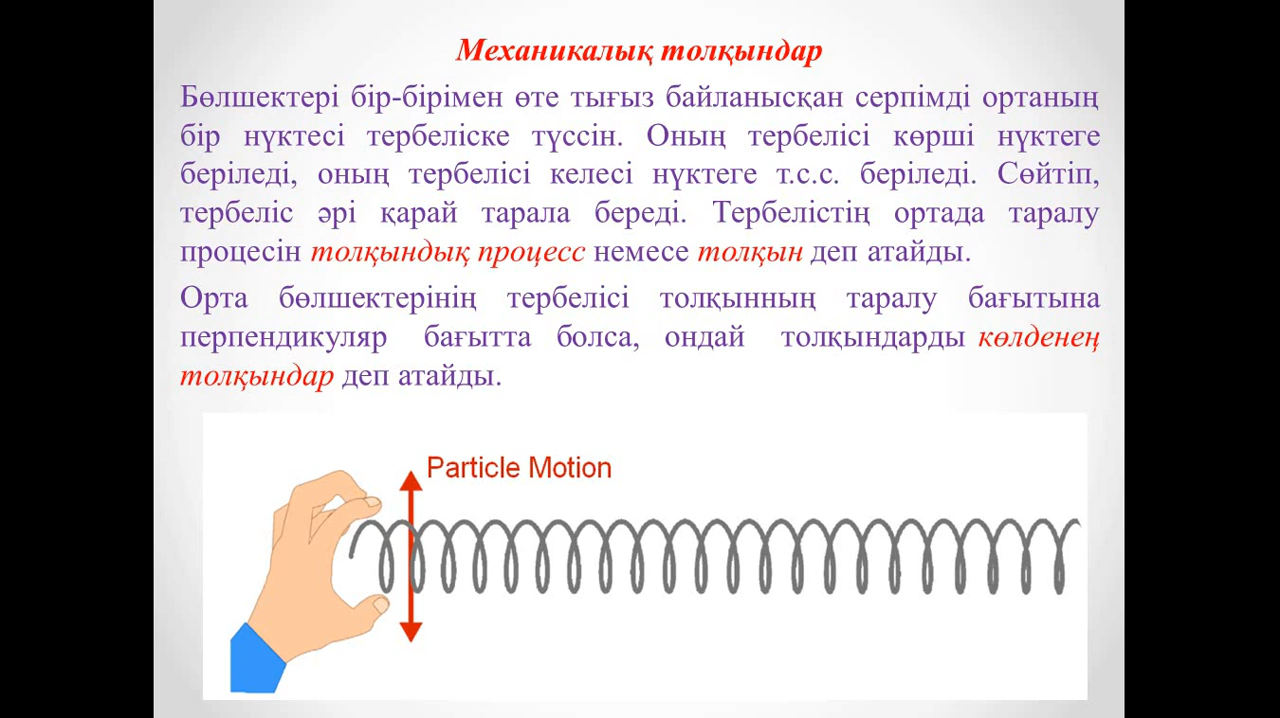 Механикалық толқындар
Бөлшектері бір-бірімен өте тығыз байланысқан серпімді ортаның
бір нүктесі тербеліске түссін. Оның тербелісі көрші нүктеге
беріледі, оның тербелісі келесі нүктеге т.с.с. беріледі. Сөйтіп,
тербеліс әрі қарай тарала береді. Тербелістің ортада таралу
процесін толқындық процесс немесе толқын деп атайды.
Орта бөлшектерінің тербелісі толқынның таралу бағытына
перпендикуляр бағытта болса, ондай толқындарды көлденең
толқындар деп атайды.
Particle Motion